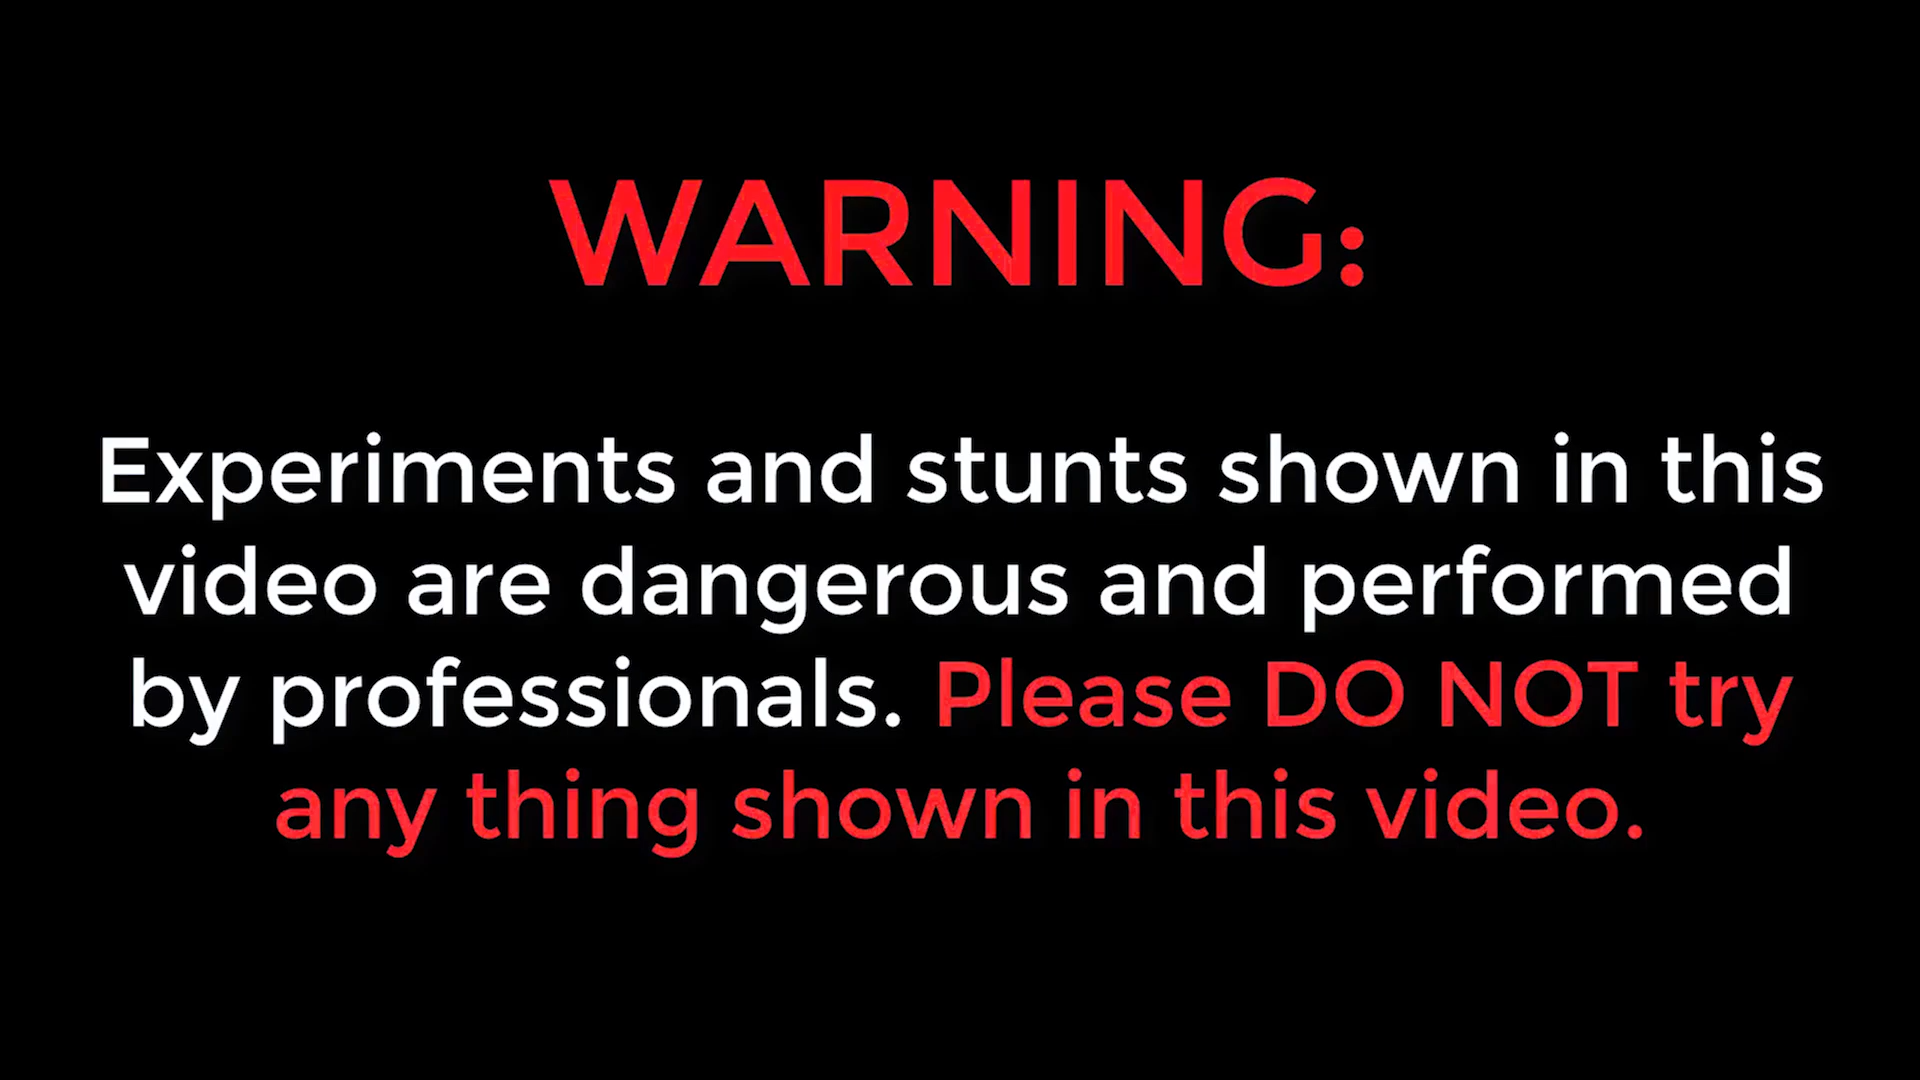 WARNING:
Experiments and stunts shown in this
video are dangerous and performed
by professionals. Please DO NOT try
any thing shown in this video.